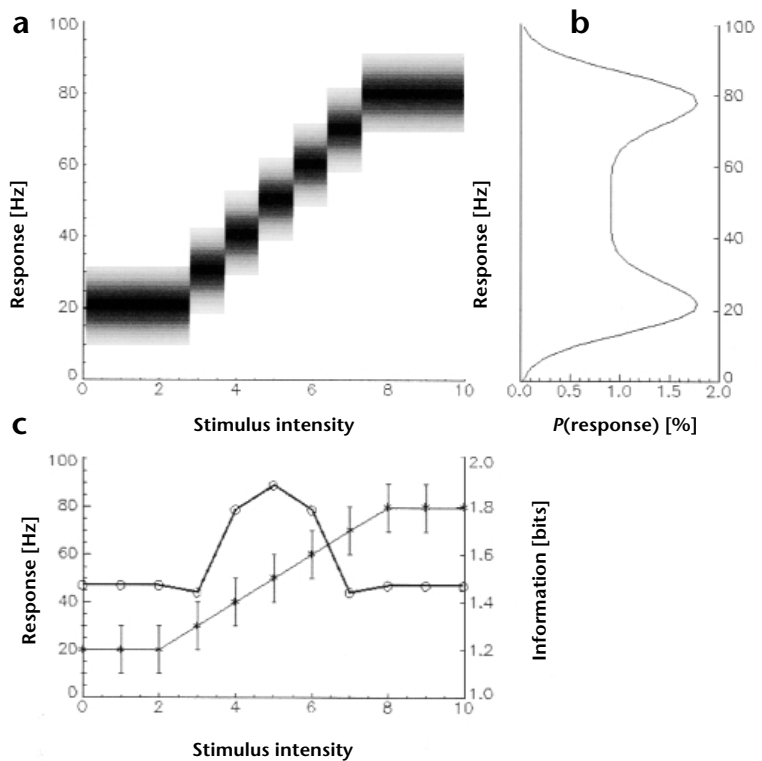 a
100
80
60
40
20
0
Response [Hz]
0 2 4 6 8 10
Stimulus intensity
b
100
80
60
40
20
0
Response [Hz]
0.0 0.5 1.0 1.5 2.0
P(response) [%]
c
100
80
60
40
20
0
Response [Hz]
2.0
1.8
1.6
1.4
1.2
1.0
Information [bits]
0 2 4 6 8 10
Stimulus intensity